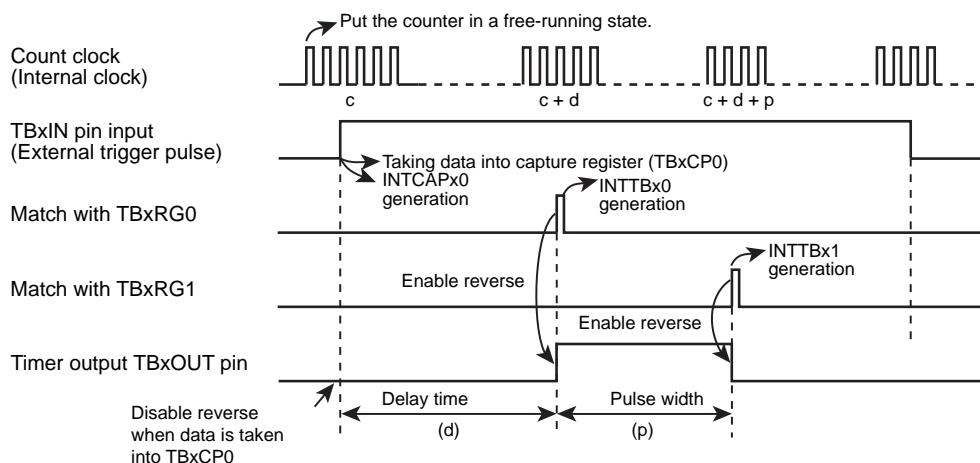 Put the counter in a free-running state.
Count clock
(Internal clock)
c
c + d
c + d + p
TBxIN pin input
(External trigger pulse)
Taking data into capture register (TBxCP0)
INTCAPx0
generation
INTTBx0
generation
Match with TBxRG0
INTTBx1
generation
Enable reverse
Match with TBxRG1
Enable reverse
Timer output TBxOUT pin
Disable reverse
when data is taken
into TBxCP0
Delay time
(d)
Pulse width
(p)